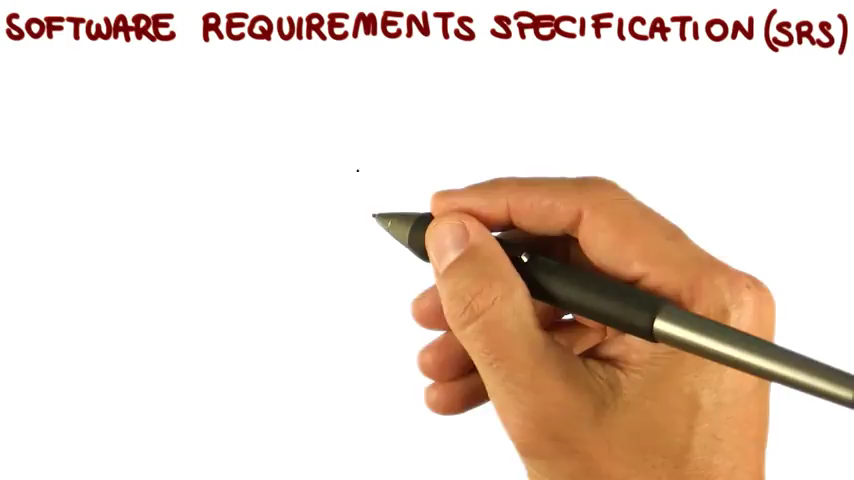 SOFTWARE REQUIREMENTS SPECIFICATION (SRS)